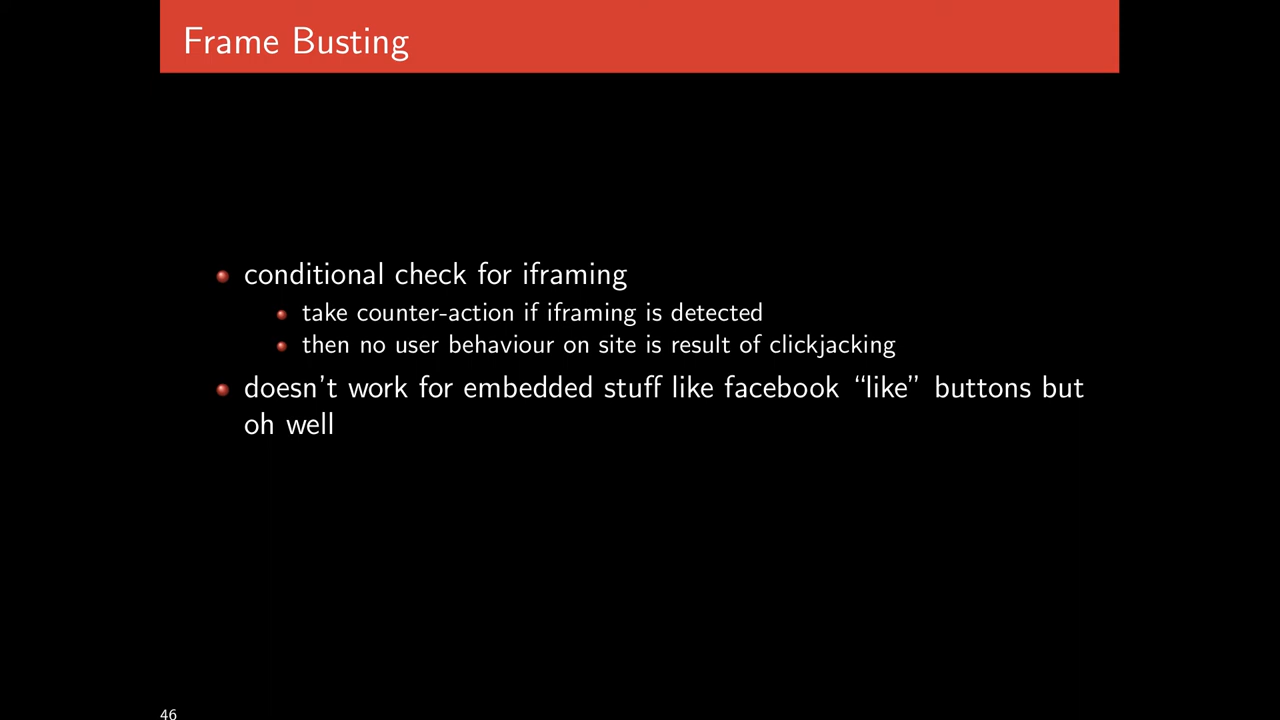 Frame Busting
conditional check for iframing
take counter-action if iframing is detected
then no user behaviour on site is result of clickjacking
doesn't work for embedded stuff like facebook “like” buttons but
oh well
46